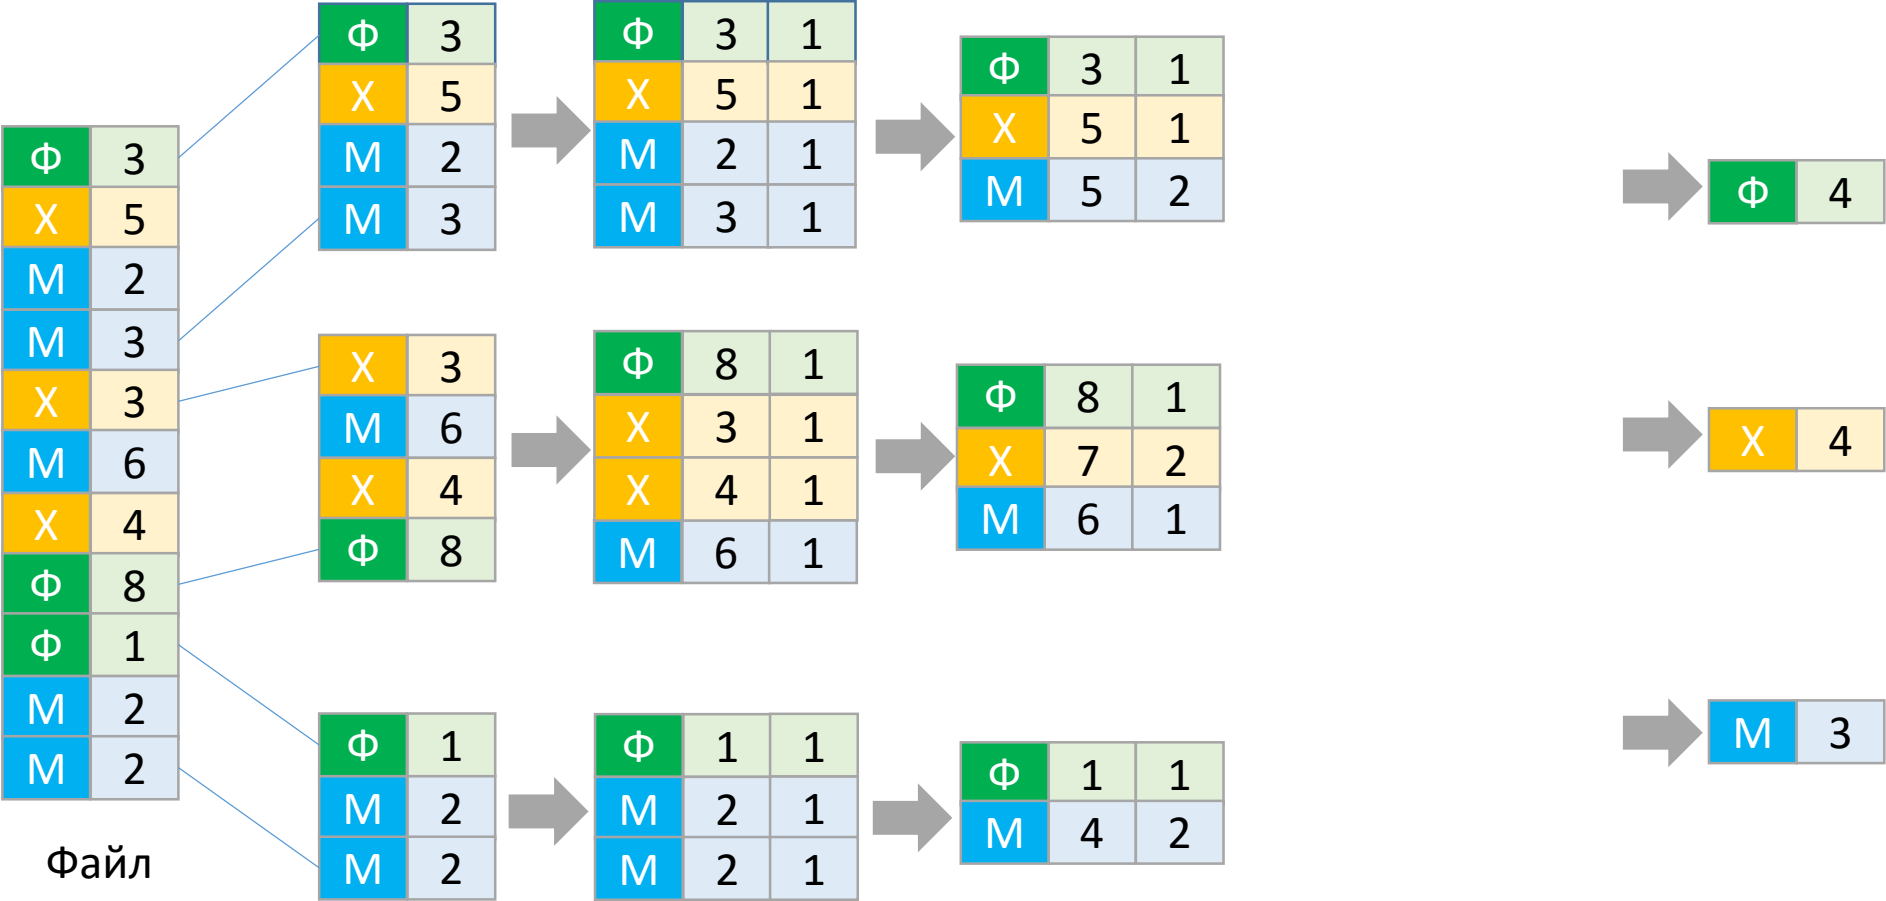 Ф 3
Х 5
М 2
М 3
Х 3
М 6
Х 4
Ф 8
Ф 1
М 2
М 2
Файл
Ф 3
Х 5
М 2
М 3
Х 3
М 6
Х 4
Ф 8
Ф 1
М 2
М 2
Ф 3 1
Х 5 1
М 2 1
М 3 1
Ф 8 1
Х 3 1
Х 4 1
М 6 1
Ф 1 1
М 2 1
М 2 1
Ф 3 1
Х 5 1
М 5 2
Ф 8 1
Х 7 2
М 6 1
Ф 1 1
М 4 2
Ф 4
Х 4
М 3